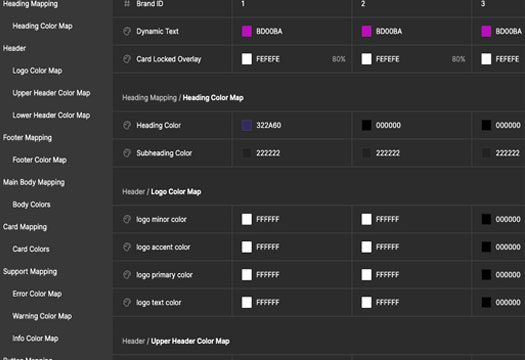 Heading Mapping
Heading Color Map
Header
Logo Color Map
Upper Header Color Map
Lower Header Color Map
Footer Mapping
Footer Color Map
Main Body Mapping
Body Colors
Card Mapping
Card Colors
Support Mapping
Error Color Map
Warning Color Map
Info Color Map
Button Mapping
# Brand ID 1 2 3
Dynamic Text BD00BA BD00BA BD00BA
Card Locked Overlay FEFEFE 80% FEFEFE 80% FEFEFE
Heading Mapping / Heading Color Map
Heading Color 322A60 000000 000000
Subheading Color 222222 222222 222222
Header / Logo Color Map
logo minor color FFFFFF FFFFFF 000000
logo accent color FFFFFF FFFFFF 000000
logo primary color FFFFFF FFFFFF 000000
logo text color FFFFFF FFFFFF 000000
Header / Upper Header Color Map